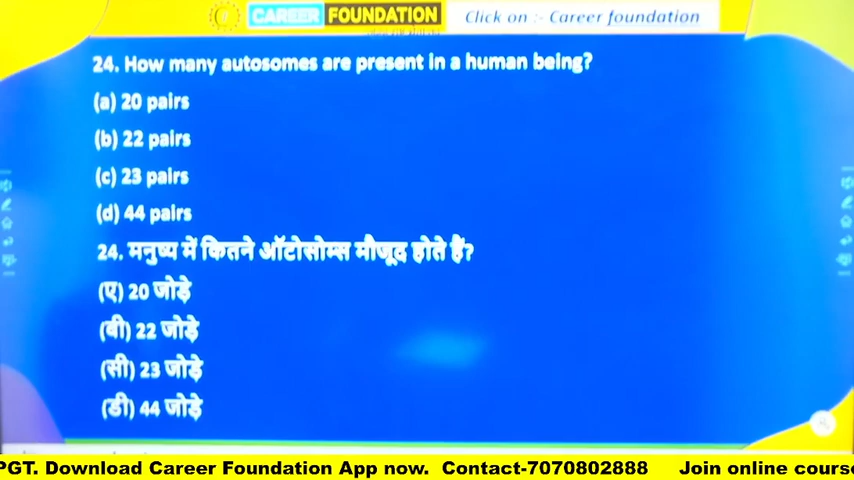 CAREER FOUNDATION
Click on :- Career foundation
24. How many autosomes are present in a human being?
(a) 20 pairs
(b) 22 pairs
(c) 23 pairs
(d) 44 pairs
24. मनुष्य में कितने ऑटोसोम्स मौजूद होते हैं?
(ए) 20 जोड़े
(बी) 22 जोड़े
(सी) 23 जोड़े
(डी) 44 जोड़े
PGT. Download Career Foundation App now. Contact-7070802888 Join online course